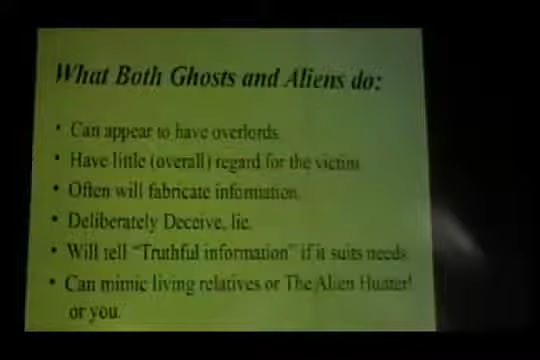 What Both Ghosts and Aliens do:
• Can appear to have overlords.
• Have little (overall) regard for the victim.
• Often will fabricate information.
• Deliberately Deceive, lie.
• Will tell "Truthful information" if it suits needs.
• Can mimic living relatives or The Alien Hunter!
or you.